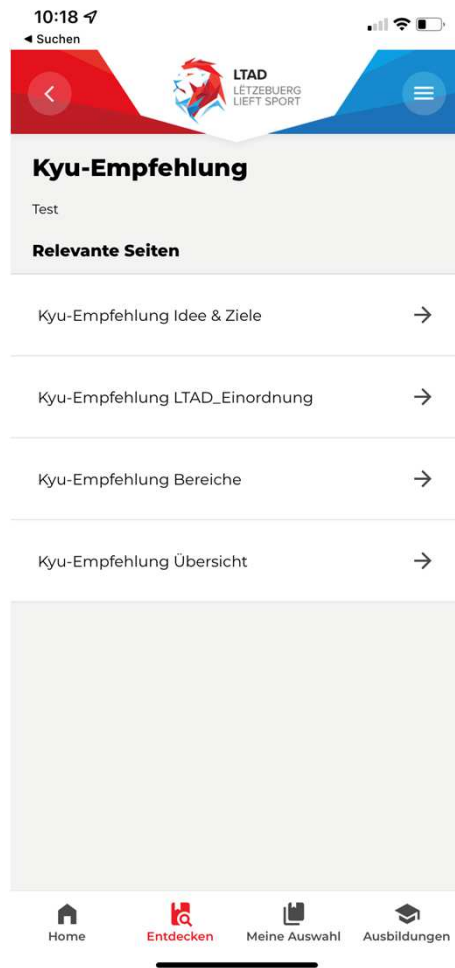 10:18
◀ Suchen
LTAD
LËTZEBUERG
LIEFT SPORT
Kyu-Empfehlung
Test
Relevante Seiten
Kyu-Empfehlung Idee & Ziele
Kyu-Empfehlung LTAD_Einordnung
Kyu-Empfehlung Bereiche
Kyu-Empfehlung Übersicht
Home Entdecken Meine Auswahl Ausbildungen